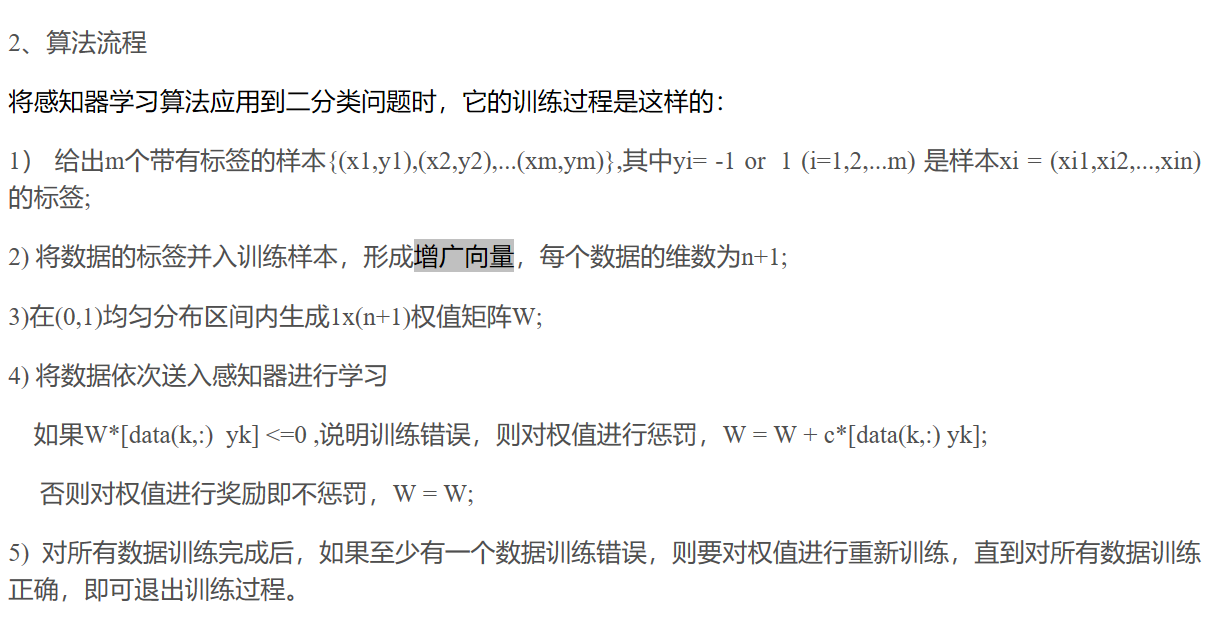 2、算法流程
将感知器学习算法应用到二分类问题时，它的训练过程是这样的：
1） 给出m个带有标签的样本{(x1,y1),(x2,y2),...(xm,ym)},其中yi= -1 or  1 (i=1,2,...m) 是样本xi = (xi1,xi2,...,xin)
的标签;
2) 将数据的标签并入训练样本，形成增广向量，每个数据的维数为n+1;
3)在(0,1)均匀分布区间内生成1x(n+1)权值矩阵W;
4) 将数据依次送入感知器进行学习
如果W*[data(k,:)  yk] <=0 ,说明训练错误，则对权值进行惩罚，W = W + c*[data(k,:) yk];
否则对权值进行奖励即不惩罚，W = W;
5)  对所有数据训练完成后，如果至少有一个数据训练错误，则要对权值进行重新训练，直到对所有数据训练
正确，即可退出训练过程。